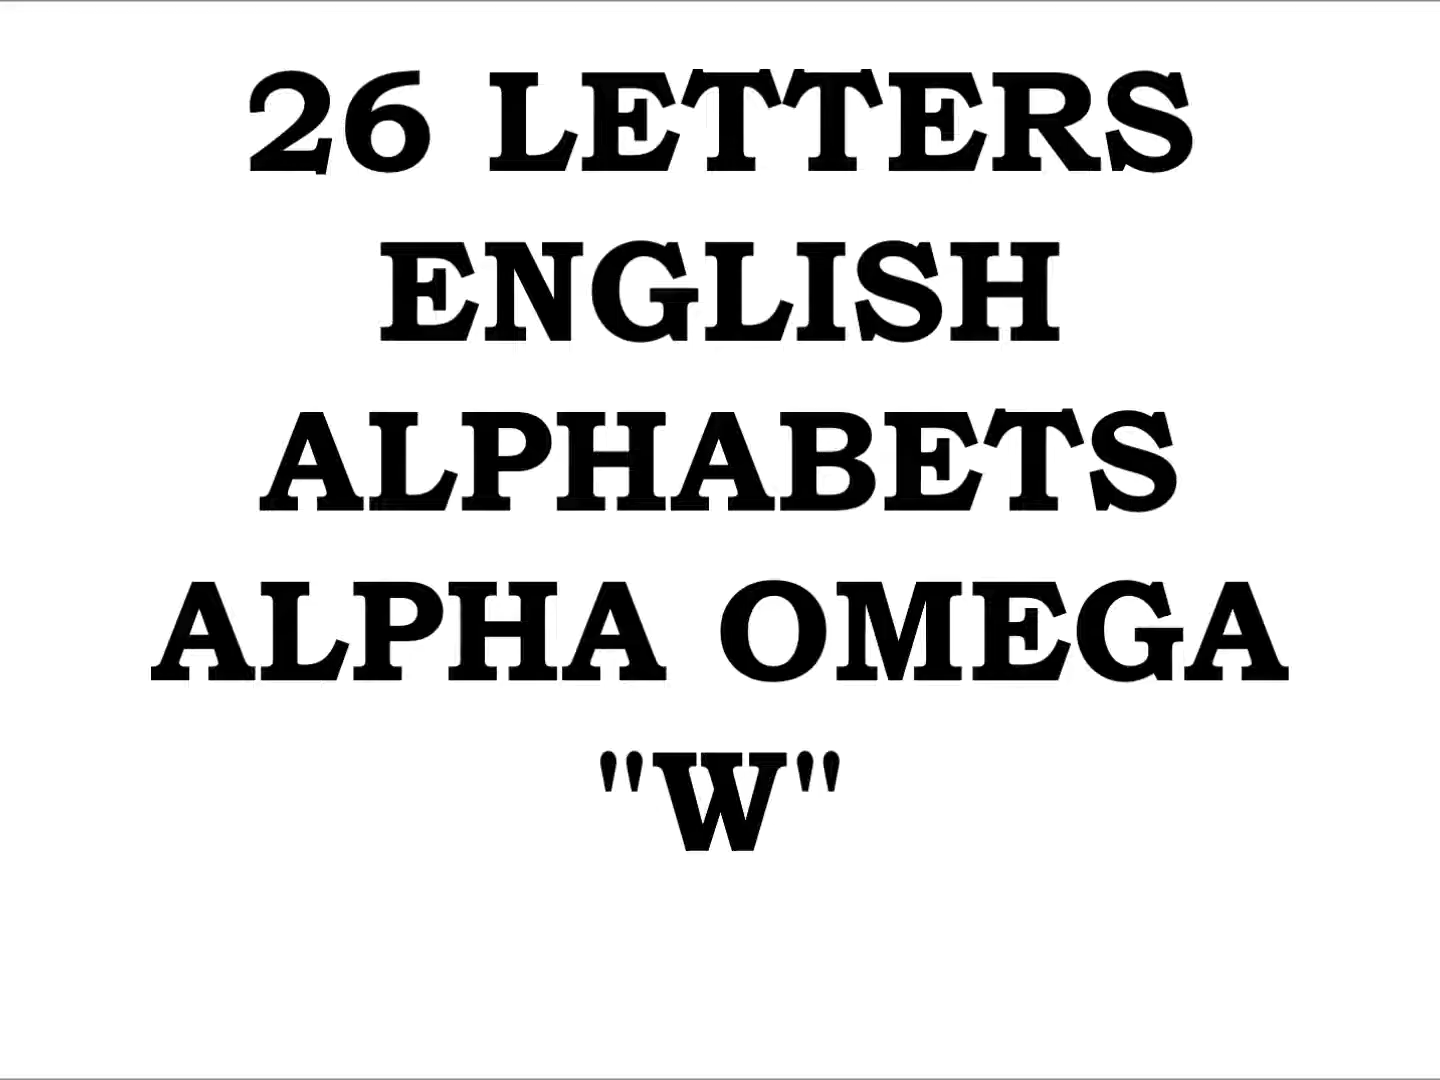 26 LETTERS
ENGLISH
ALPHABETS
ALPHA OMEGA
"W"